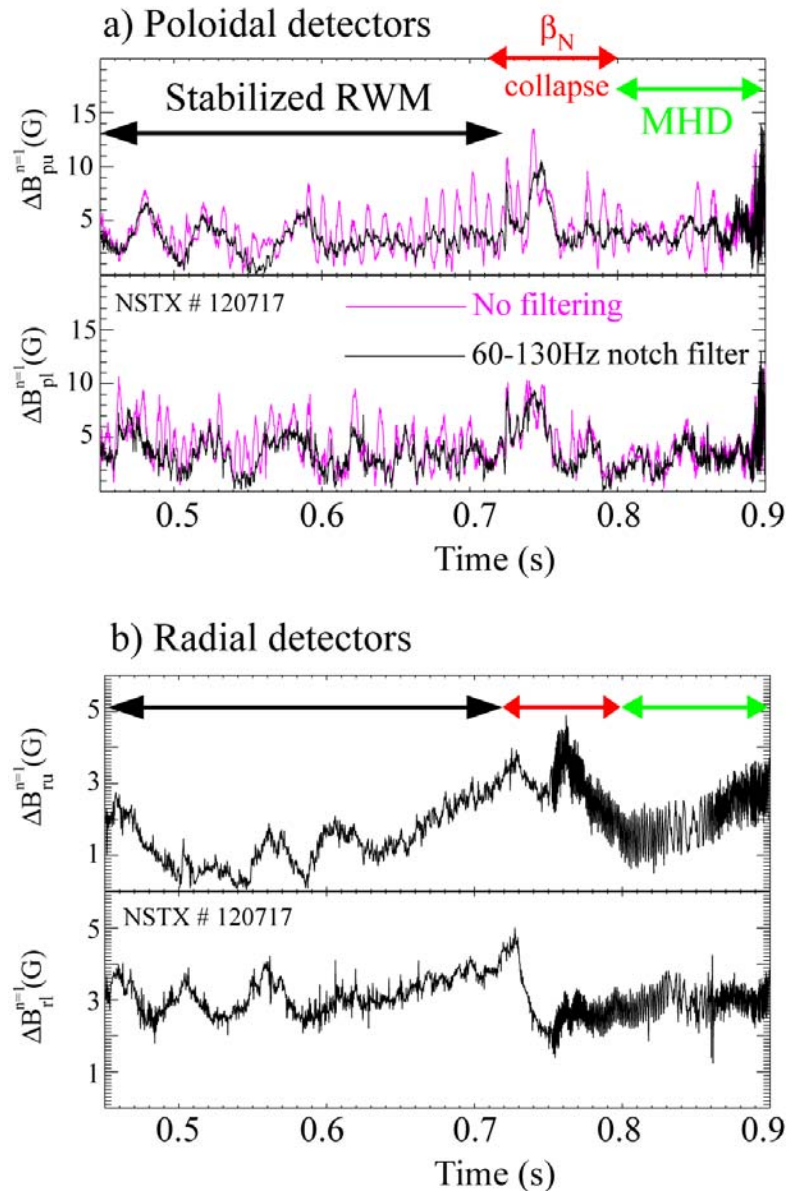 a) Poloidal detectors
β_N
collapse
Stabilized RWM
MHD
ΔB_pu^n=1(G)
15
10
5
NSTX # 120717
No filtering
60-130Hz notch filter
ΔB_pl^n=1(G)
15
10
5
0.5 0.6 0.7 0.8 0.9
Time (s)
b) Radial detectors
ΔB_ru^n=1(G)
5
3
1
NSTX # 120717
ΔB_rl^n=1(G)
5
3
1
0.5 0.6 0.7 0.8 0.9
Time (s)